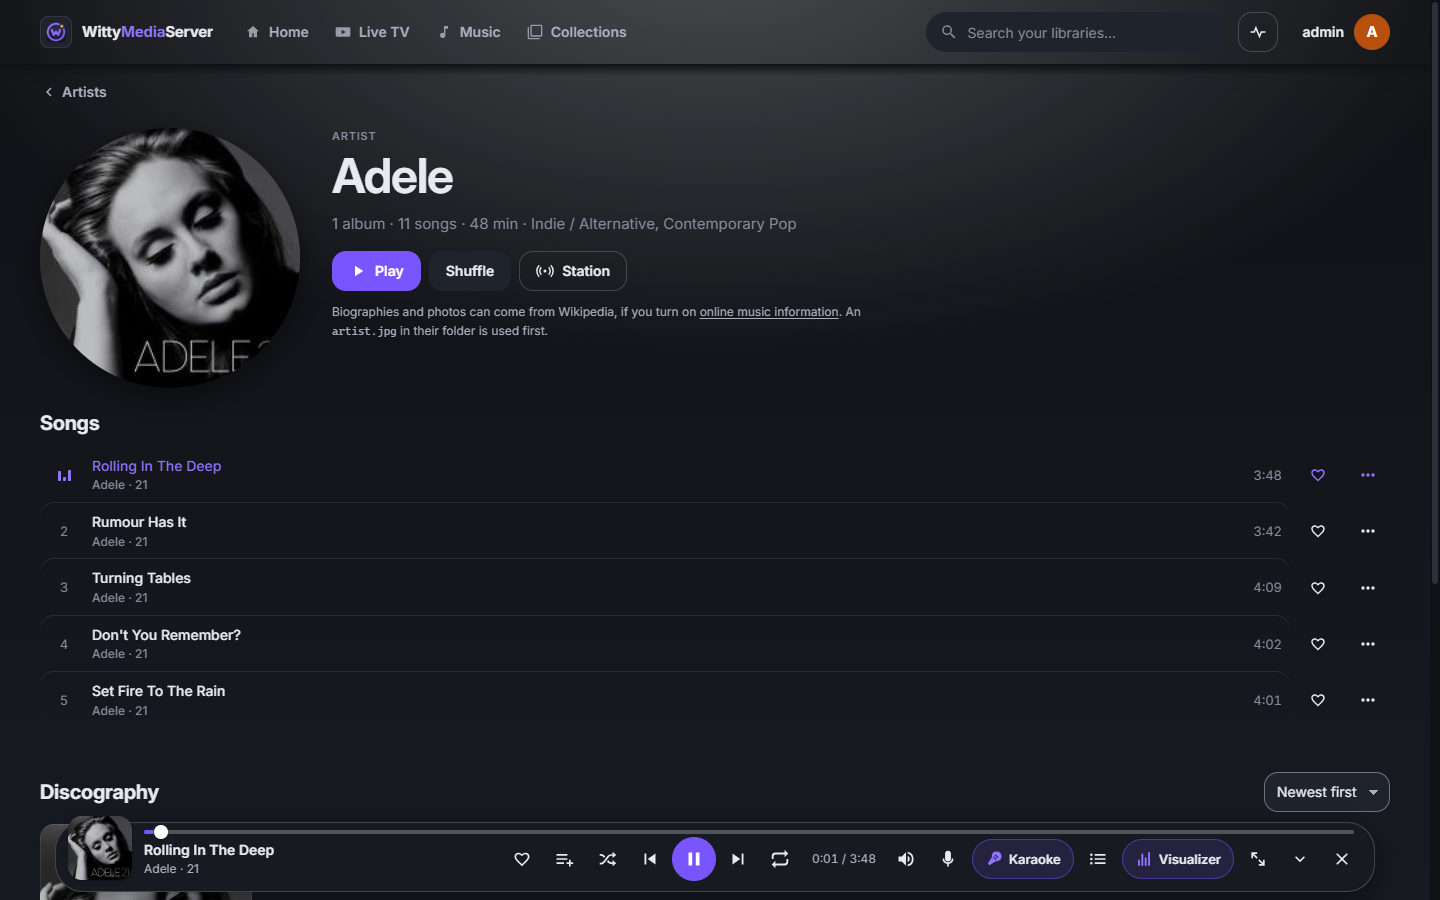 WittyMediaServer
Home
Live TV
Music
Collections
Search your libraries...
admin
A
Artists
ARTIST
Adele
1 album · 11 songs · 48 min · Indie / Alternative, Contemporary Pop
Play
Shuffle
Station
Biographies and photos can come from Wikipedia, if you turn on online music information. An
artist.jpg in their folder is used first.
ADELE
Songs
Rolling In The Deep
Adele · 21
3:48
2
Rumour Has It
Adele · 21
3:42
3
Turning Tables
Adele · 21
4:09
4
Don't You Remember?
Adele · 21
4:02
5
Set Fire To The Rain
Adele · 21
4:01
Discography
Newest first
ADELE
Rolling In The Deep
Adele · 21
0:01 / 3:48
Karaoke
Visualizer